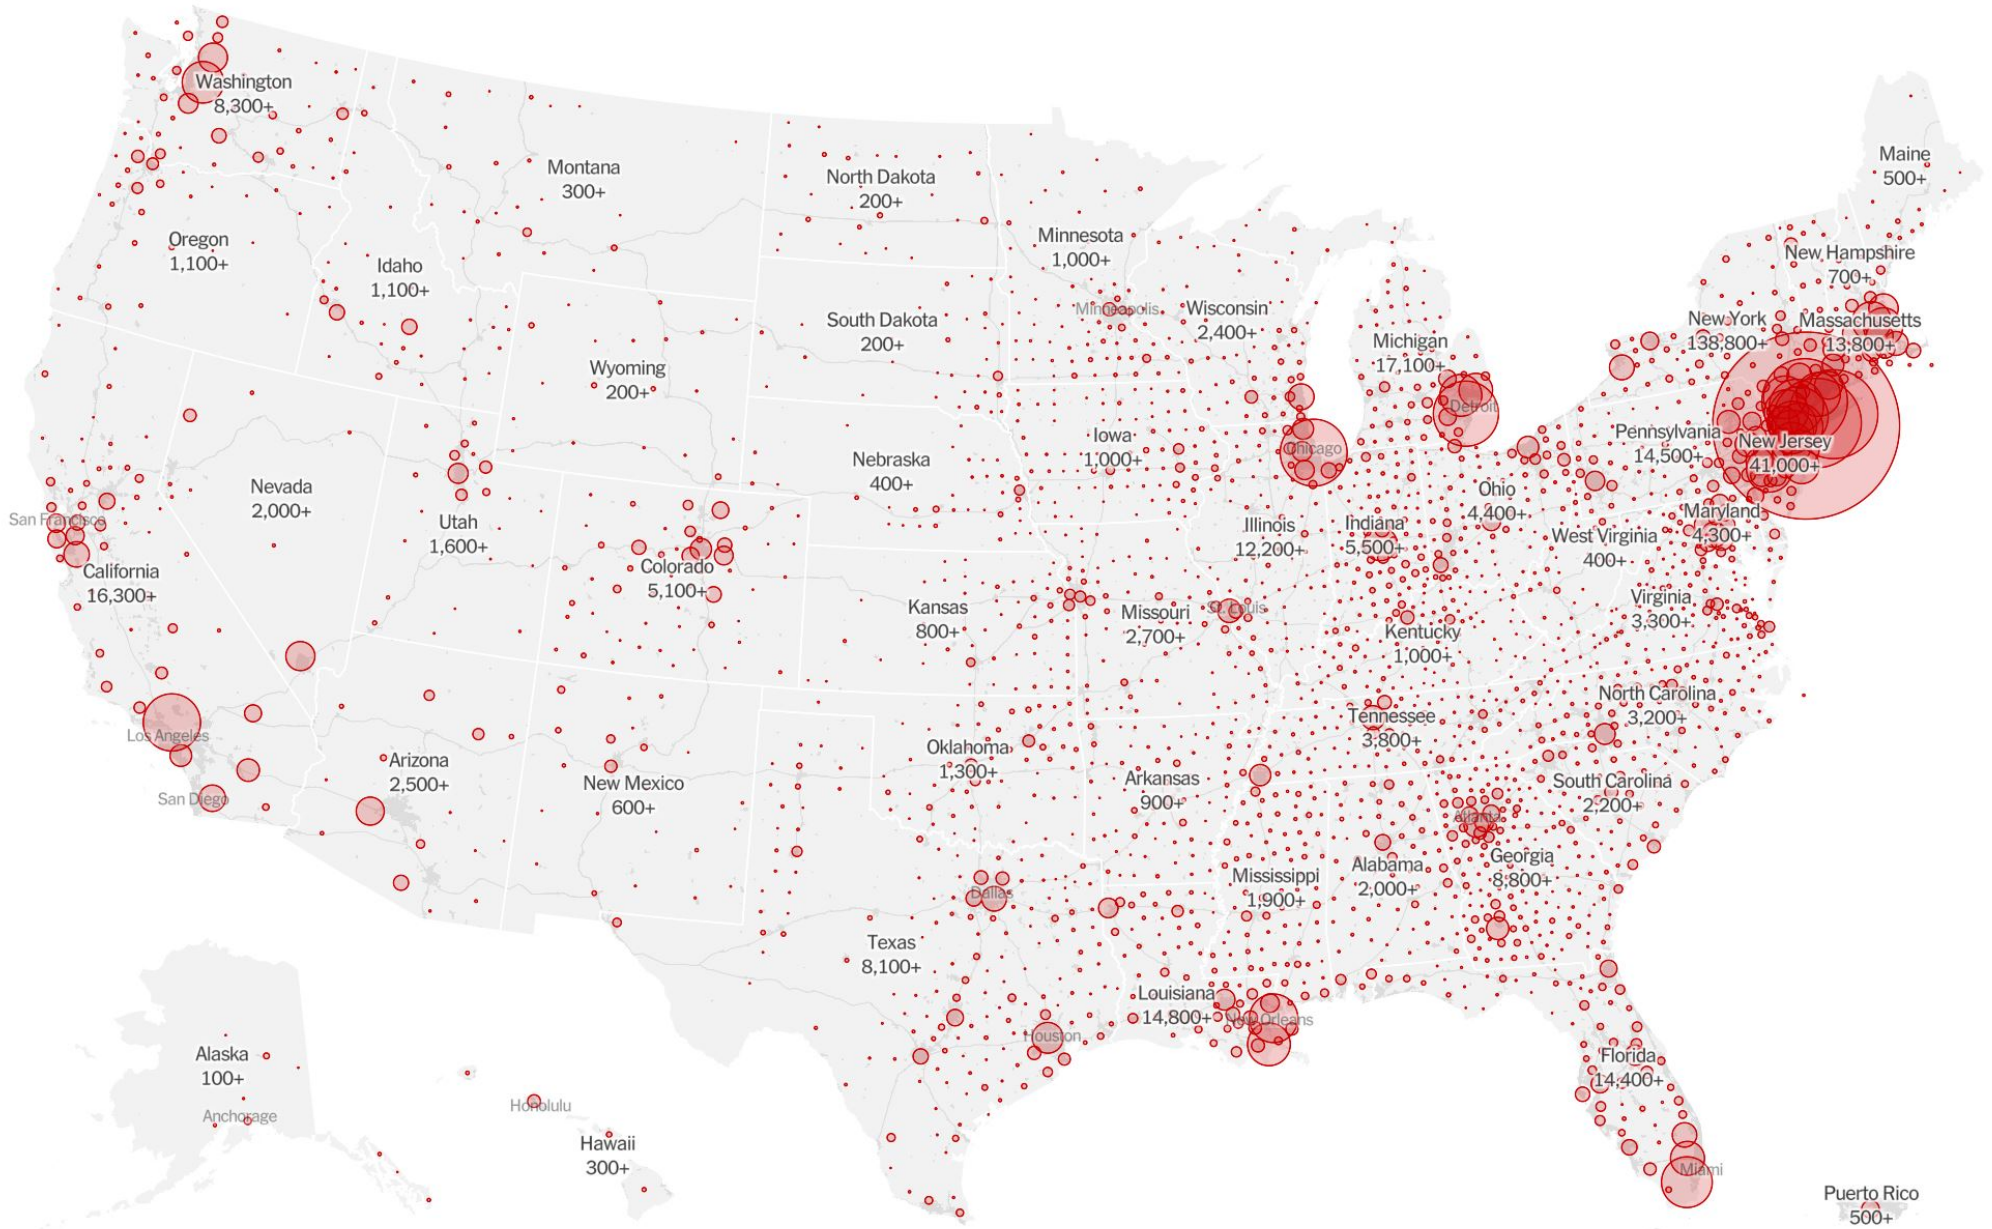 Washington
8,300+
Montana
300+
North Dakota
200+
Maine
500+
Oregon
1,100+
Idaho
1,100+
Minnesota
1,000+
Minneapolis
New Hampshire
700+
Wisconsin
2,400+
South Dakota
200+
Michigan
17,100+
Detroit
New York
138,800+
Massachusetts
13,800+
Wyoming
200+
Iowa
1,000+
Chicago
Pennsylvania
14,500+
New Jersey
41,000+
Nebraska
400+
Nevada
2,000+
Utah
1,600+
San Francisco
California
16,300+
Colorado
5,100+
Illinois
12,200+
Indiana
5,500+
Ohio
4,400+
West Virginia
400+
Maryland
4,300+
Kansas
800+
Missouri
2,700+
St. Louis
Kentucky
1,000+
Virginia
3,300+
Los Angeles
San Diego
Arizona
2,500+
New Mexico
600+
Oklahoma
1,300+
Arkansas
900+
Tennessee
3,800+
North Carolina
3,200+
South Carolina
2,200+
Atlanta
Dallas
Mississippi
1,900+
Alabama
2,000+
Georgia
8,800+
Texas
8,100+
Houston
Louisiana
14,800+
New Orleans
Florida
14,400+
Miami
Alaska
100+
Anchorage
Honolulu
Hawaii
300+
Puerto Rico
500+